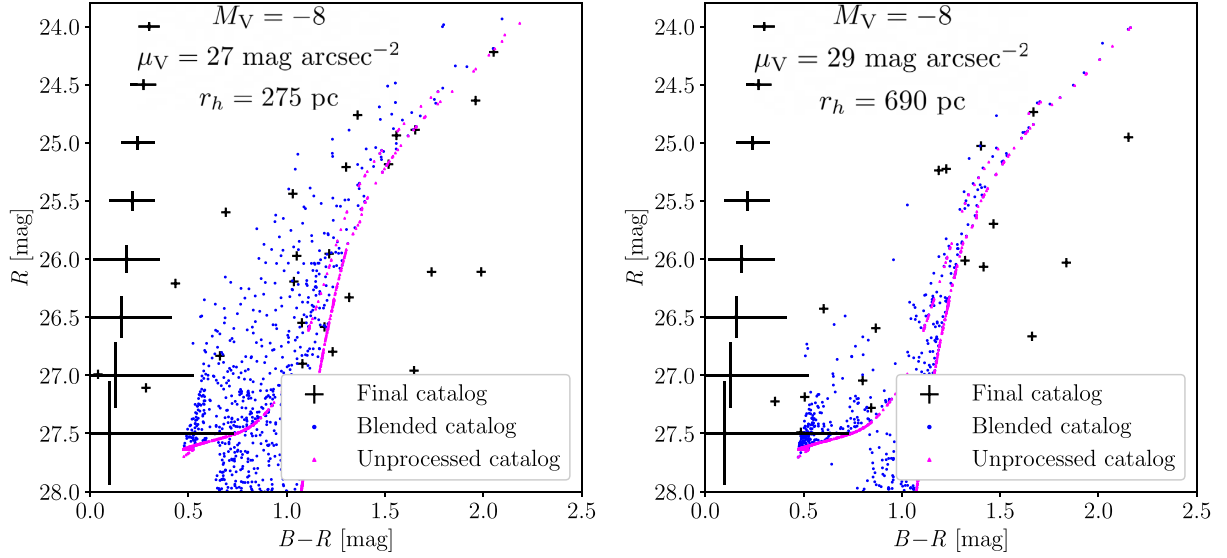 M_V = −8
μ_V = 27 mag arcsec⁻²
r_h = 275 pc
24.0
24.5
25.0
25.5
26.0
26.5
27.0
27.5
28.0
R [mag]
0.0 0.5 1.0 1.5 2.0 2.5
B−R [mag]
Final catalog
Blended catalog
Unprocessed catalog
M_V = −8
μ_V = 29 mag arcsec⁻²
r_h = 690 pc
24.0
24.5
25.0
25.5
26.0
26.5
27.0
27.5
28.0
R [mag]
0.0 0.5 1.0 1.5 2.0 2.5
B−R [mag]
Final catalog
Blended catalog
Unprocessed catalog